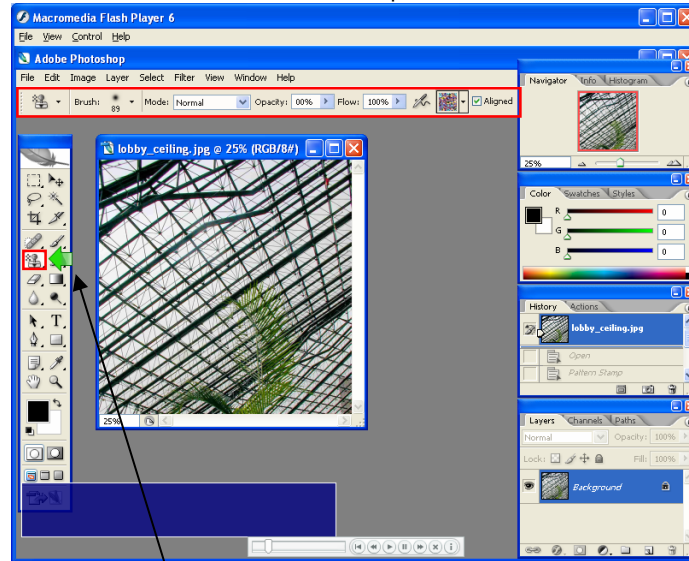 Macromedia Flash Player 6
File View Control Help
Adobe Photoshop
File Edit Image Layer Select Filter View Window Help
Brush: 89 Mode: Normal Opacity: 00% Flow: 100% Aligned
Navigator Info Histogram
25%
lobby_ceiling.jpg @ 25% (RGB/8#)
25%
Color Swatches Styles
R 0
G 0
B 0
History Actions
lobby_ceiling.jpg
Open
Pattern Stamp
Layers Channels Paths
Normal Opacity: 100%
Lock: Fill: 100%
Background